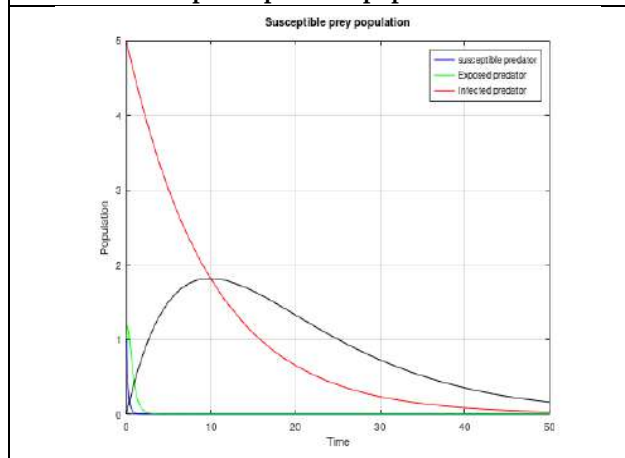 Susceptible prey population
susceptible predator
Exposed predator
Infected predator
5
4
3
2
1
0
Population
0 10 20 30 40 50
Time